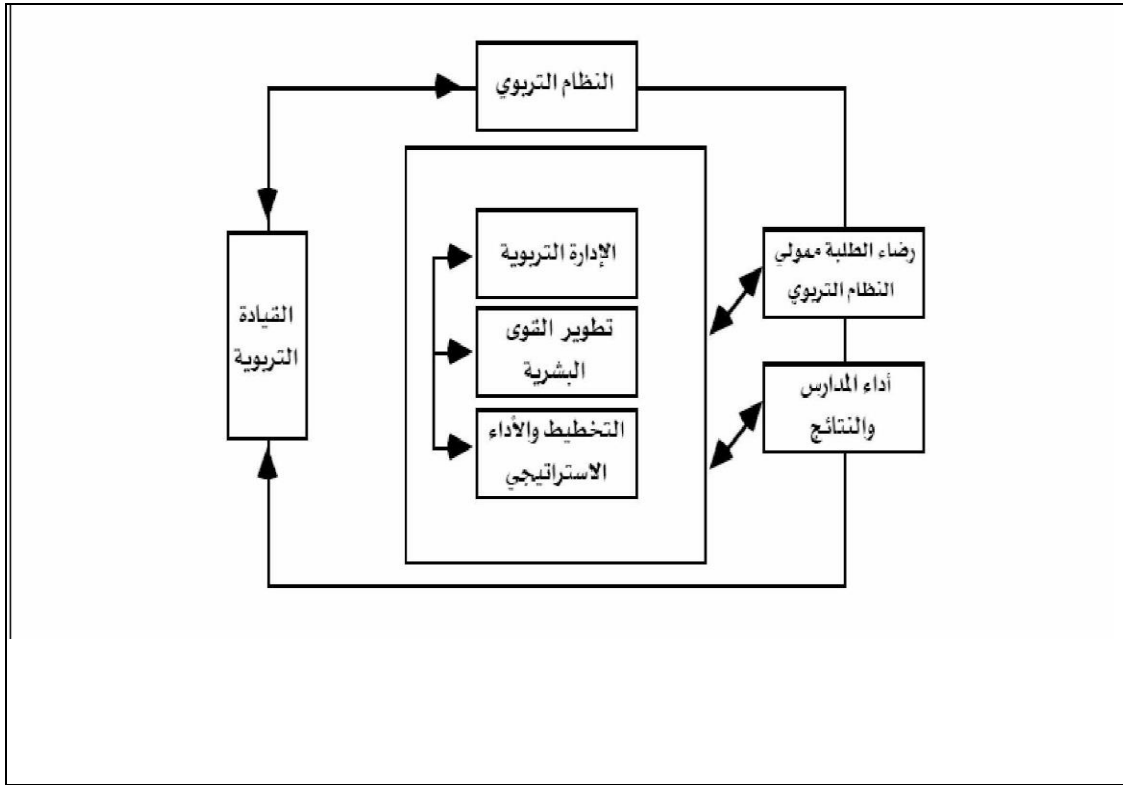 النظام التربوي
الإدارة التربوية
رضاء الطلبة ممولي
النظام التربوي
القيادة
التربوية
تطوير القوى
البشرية
أداء المدارس
والنتائج
التخطيط والأداء
الاستراتيجي